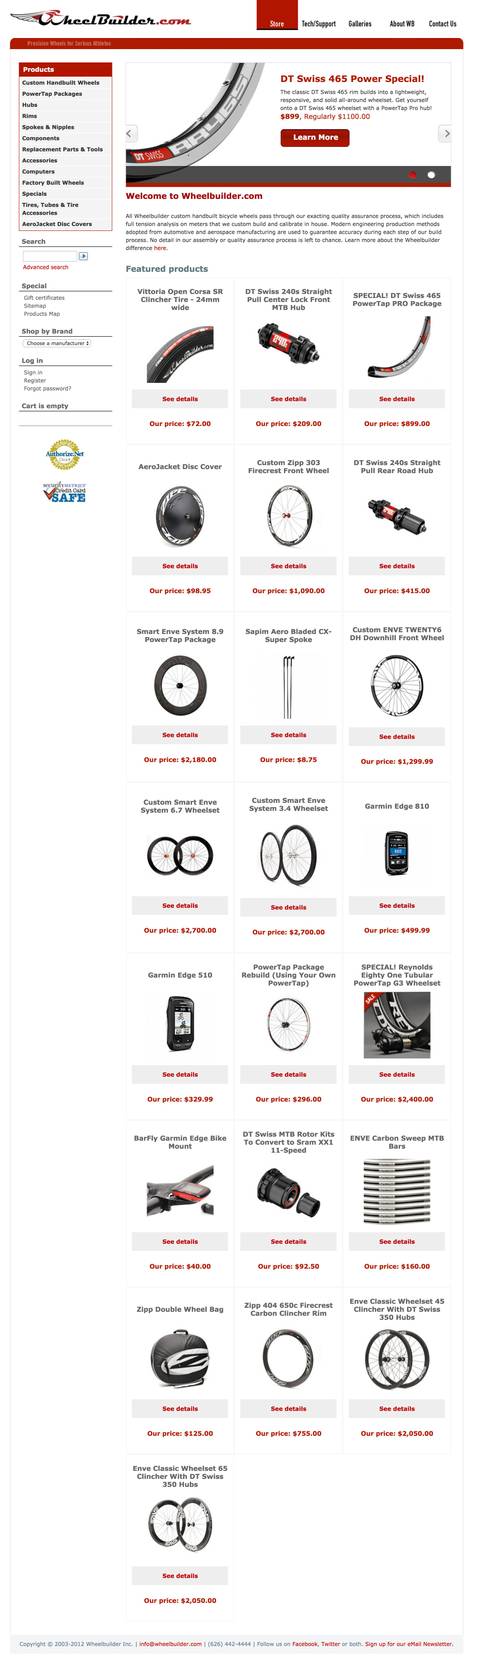 WheelBuilder.com
Store
Tech/Support
Galleries
About WB
Contact Us
Precision Wheels for Serious Athletes
Products
Custom Handbuilt Wheels
PowerTap Packages
Hubs
Rims
Spokes & Nipples
Components
Replacement Parts & Tools
Accessories
Computers
Factory Built Wheels
Specials
Tires, Tubes & Tire
Accessories
AeroJacket Disc Covers
Search
Advanced search
Special
Gift certificates
Sitemap
Products Map
Shop by Brand
Choose a manufacturer
Log in
Sign in
Register
Forgot password?
Cart is empty
Authorize.Net
Credit Card
SAFE
DT Swiss 465 Power Special!
The classic DT Swiss 465 rim builds into a lightweight,
responsive, and solid all-around wheelset. Get yourself
onto a DT Swiss 465 wheelset with a PowerTap Pro hub!
$899, Regularly $1100.00
Learn More
DT SWISS
Welcome to Wheelbuilder.com
All Wheelbuilder custom handbuilt bicycle wheels pass through our exacting quality assurance process, which includes
full tension analysis on meters that we custom build and calibrate in house. Modern engineering production methods
adopted from automotive and aerospace manufacturing are used to guarantee accuracy during each step of our build
process. No detail in our assembly or quality assurance process is left to chance. Learn more about the Wheelbuilder
difference here.
Featured products
Vittoria Open Corsa SR
Clincher Tire - 24mm
wide
See details
Our price: $72.00
DT Swiss 240s Straight
Pull Center Lock Front
MTB Hub
See details
Our price: $209.00
SPECIAL! DT Swiss 465
PowerTap PRO Package
See details
Our price: $899.00
AeroJacket Disc Cover
See details
Our price: $98.95
Custom Zipp 303
Firecrest Front Wheel
See details
Our price: $1,090.00
DT Swiss 240s Straight
Pull Rear Road Hub
See details
Our price: $415.00
Smart Enve System 8.9
PowerTap Package
See details
Our price: $2,180.00
Sapim Aero Bladed CX-
Super Spoke
See details
Our price: $8.75
Custom ENVE TWENTY6
DH Downhill Front Wheel
See details
Our price: $1,299.99
Custom Smart Enve
System 6.7 Wheelset
See details
Our price: $2,700.00
Custom Smart Enve
System 3.4 Wheelset
See details
Our price: $2,700.00
Garmin Edge 810
See details
Our price: $499.99
Garmin Edge 510
See details
Our price: $329.99
PowerTap Package
Rebuild (Using Your Own
PowerTap)
See details
Our price: $296.00
SPECIAL! Reynolds
Eighty One Tubular
PowerTap G3 Wheelset
SALE
See details
Our price: $2,400.00
BarFly Garmin Edge Bike
Mount
See details
Our price: $40.00
DT Swiss MTB Rotor Kits
To Convert to Sram XX1
11-Speed
See details
Our price: $92.50
ENVE Carbon Sweep MTB
Bars
See details
Our price: $160.00
Zipp Double Wheel Bag
See details
Our price: $125.00
Zipp 404 650c Firecrest
Carbon Clincher Rim
See details
Our price: $755.00
Enve Classic Wheelset 45
Clincher With DT Swiss
350 Hubs
See details
Our price: $2,050.00
Enve Classic Wheelset 65
Clincher With DT Swiss
350 Hubs
See details
Our price: $2,050.00
Copyright © 2003-2012 Wheelbuilder Inc. | info@wheelbuilder.com | (626) 442-4444 | Follow us on Facebook, Twitter or both. Sign up for our eMail Newsletter.